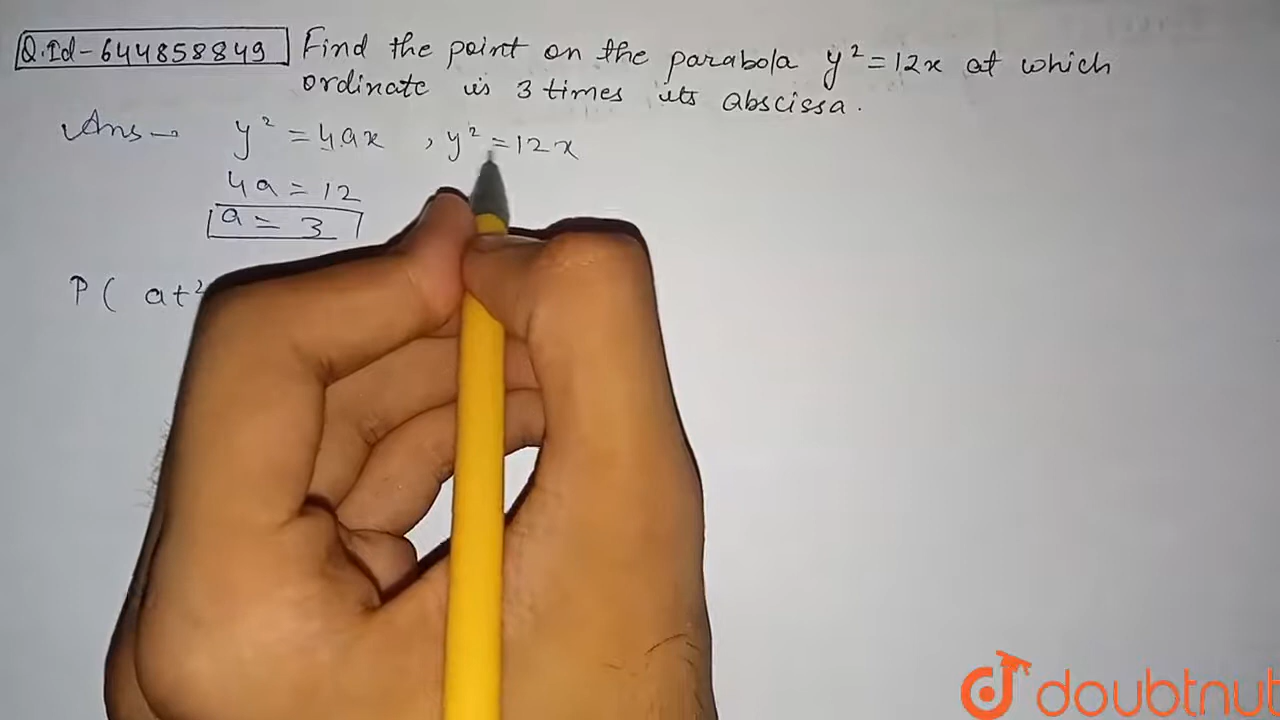 Q.Id-644858849 Find the point on the parabola y² = 12x at which
ordinate is 3 times its abscissa.
Ans→ y² = 4ax , y² = 12x
4a = 12
a = 3
P( at²
doubtnut